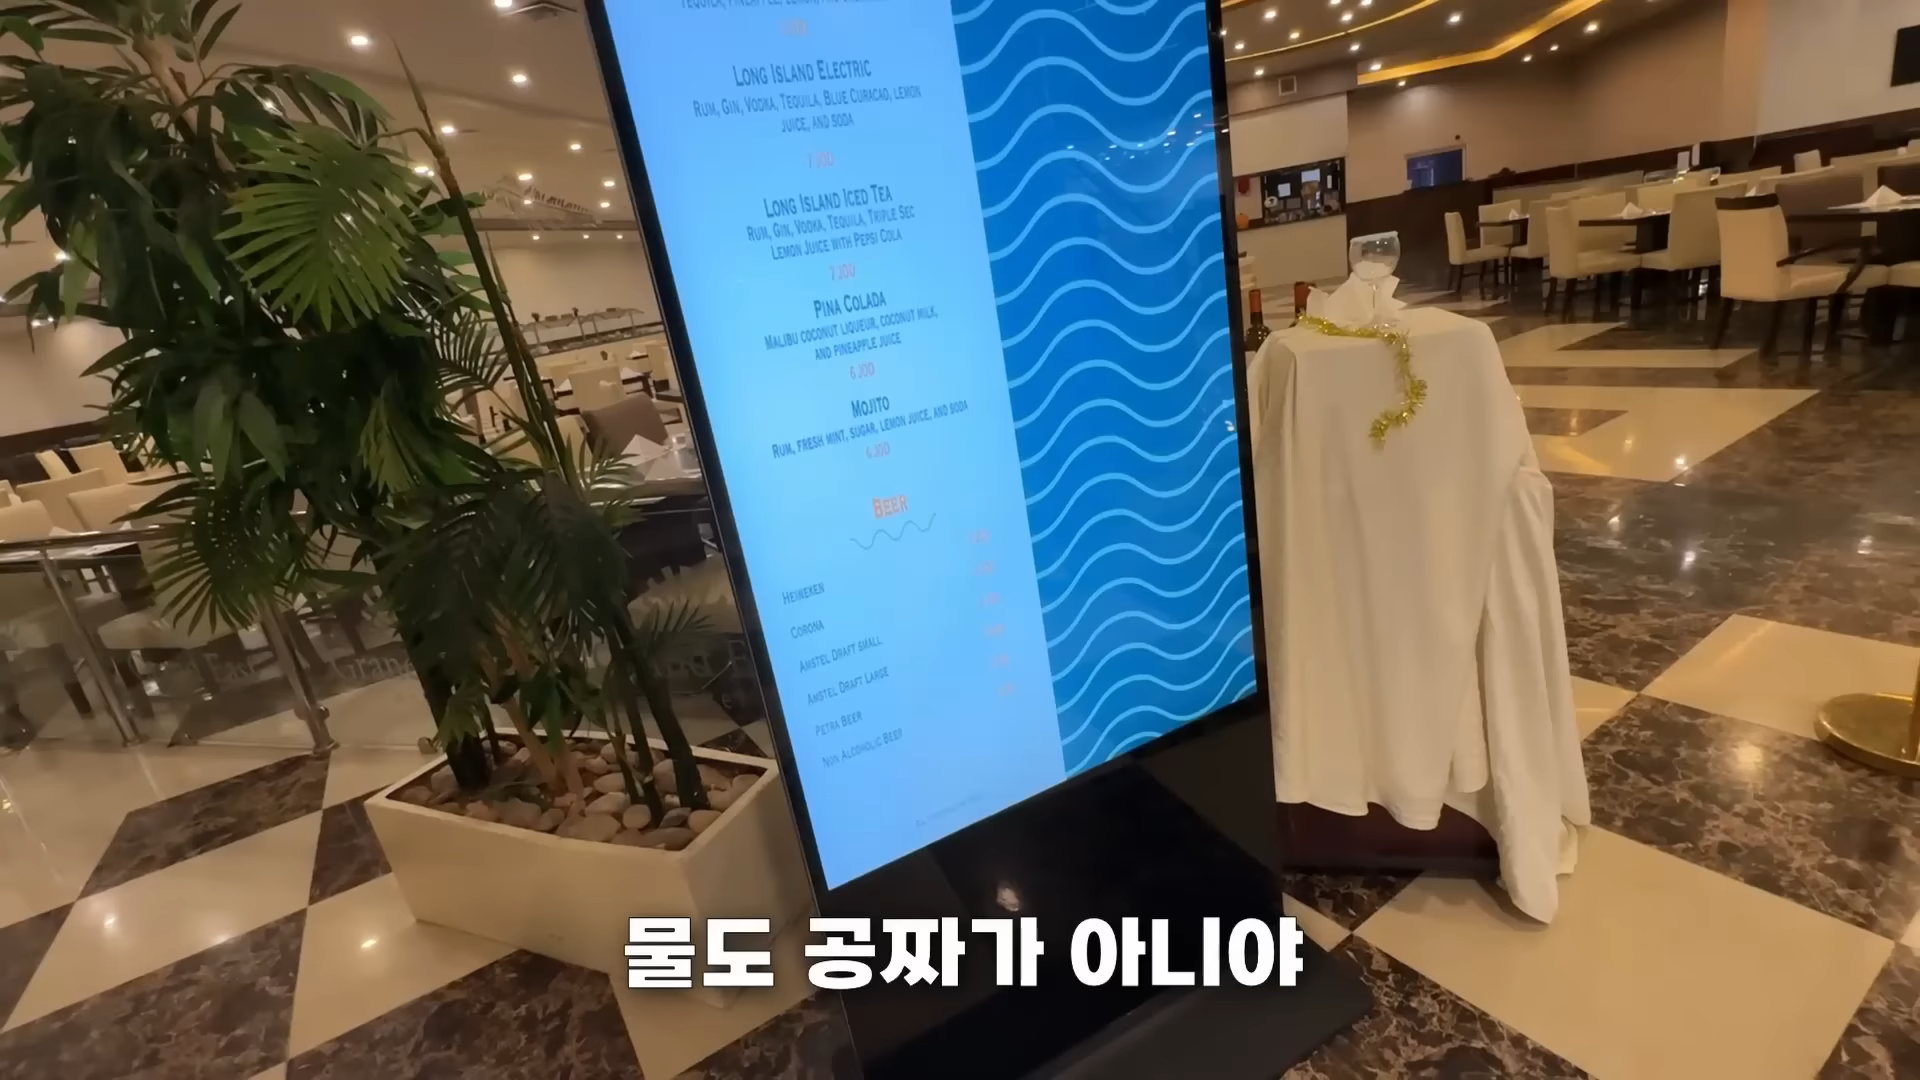 LONG ISLAND ELECTRIC
RUM, GIN, VODKA, TEQUILA, BLUE CURACAO, LEMON
JUICE, AND SODA
7 JOD
LONG ISLAND ICED TEA
RUM, GIN, VODKA, TEQUILA, TRIPLE SEC
LEMON JUICE WITH PEPSI COLA
7 JOD
PINA COLADA
MALIBU COCONUT LIQUEUR, COCONUT MILK,
AND PINEAPPLE JUICE
6 JOD
MOJITO
RUM, FRESH MINT, SUGAR, LEMON JUICE, AND SODA
6 JOD
BEER
HEINEKEN
CORONA
AMSTEL DRAFT SMALL
AMSTEL DRAFT LARGE
PETRA BEER
NON ALCOHOLIC BEER
물도 공짜가 아니야